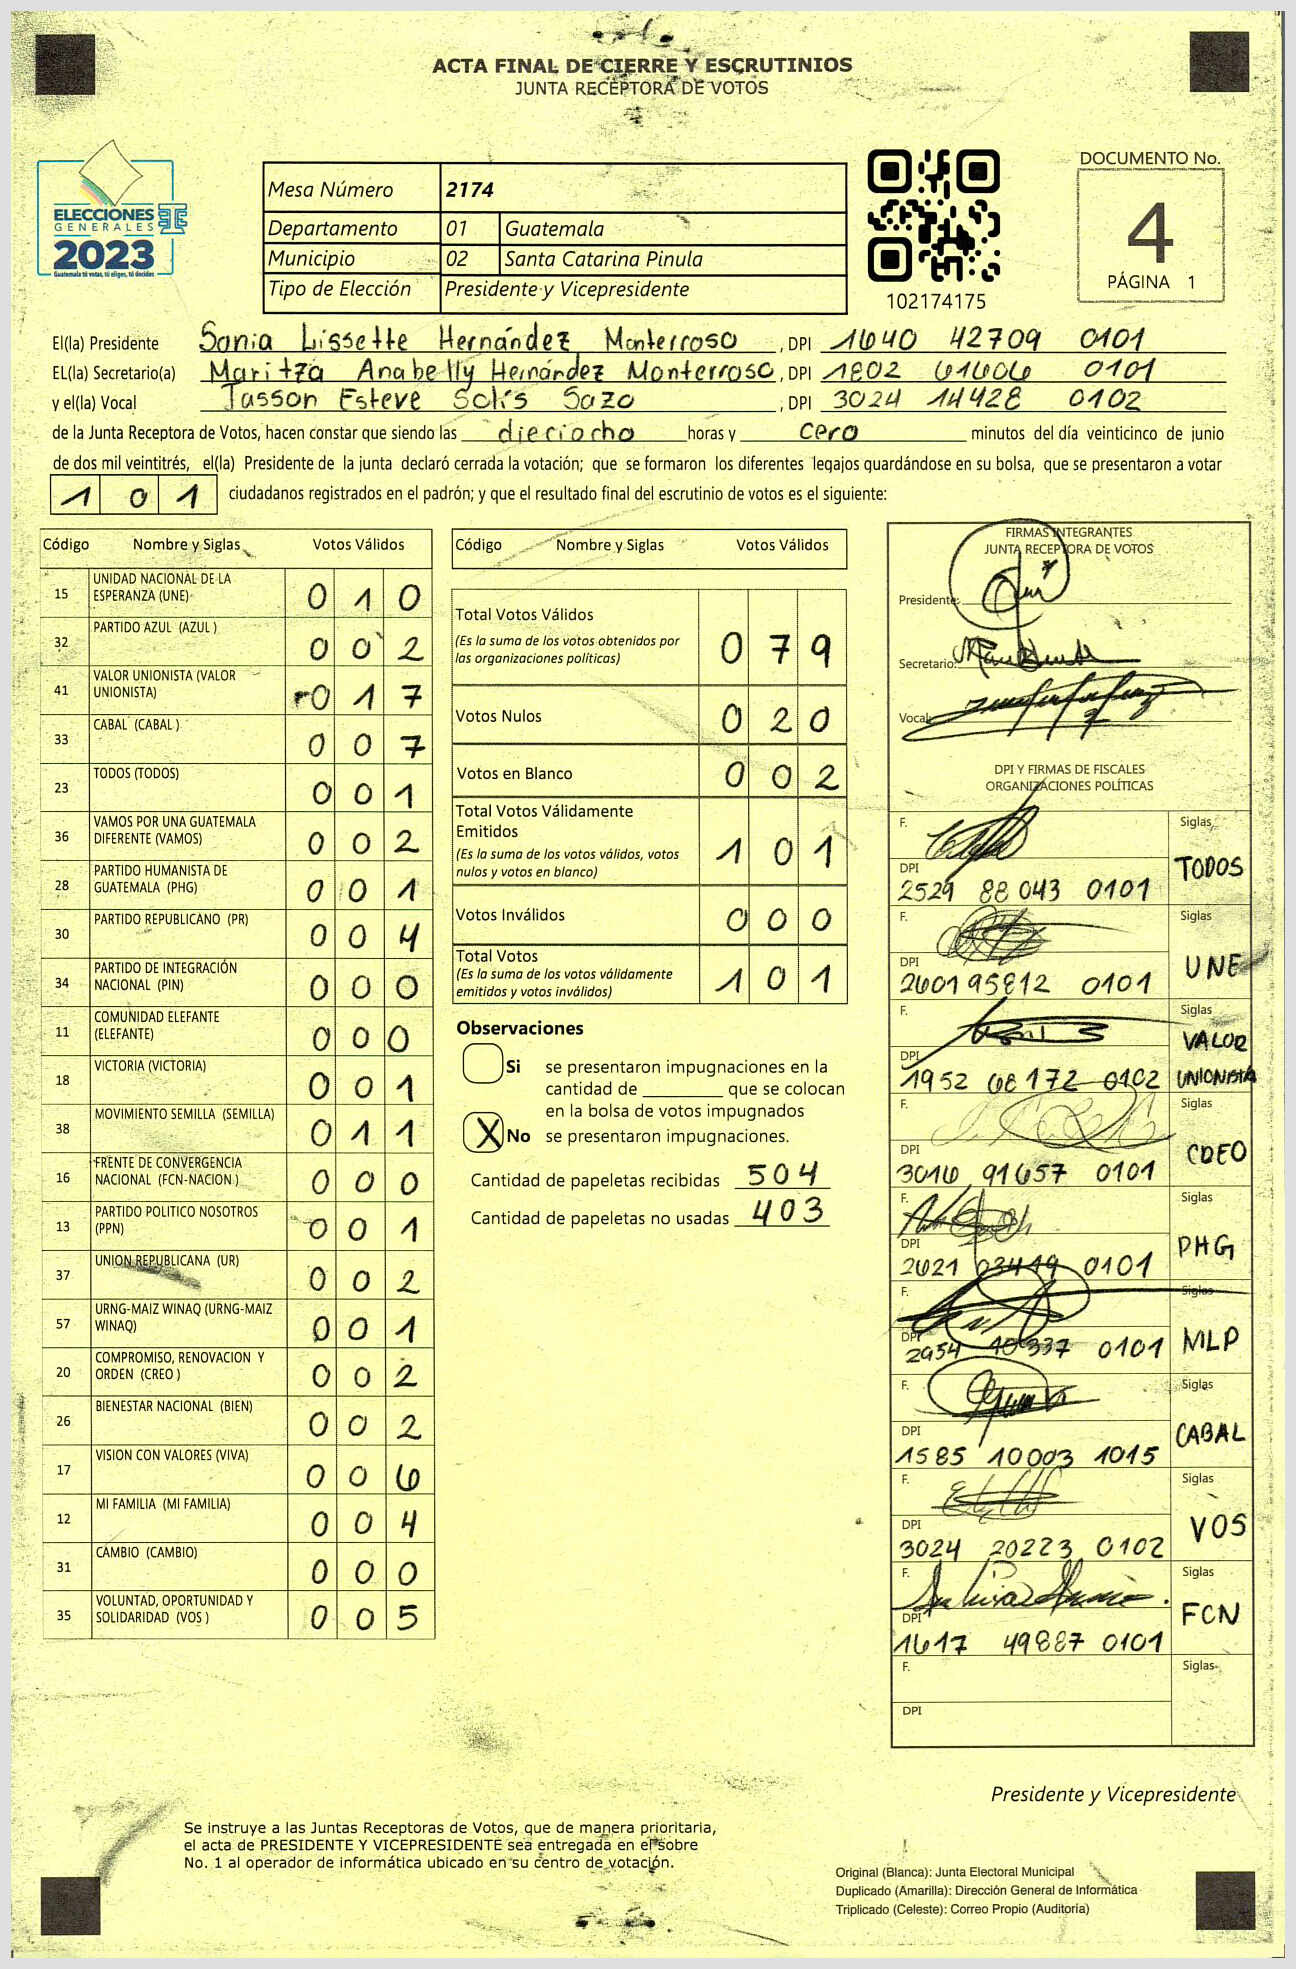 ACTA FINAL DE CIERRE Y ESCRUTINIOS
JUNTA RECEPTORA DE VOTOS
ELECCIONES
GENERALES
2023
Guatemala tú votas, tú eliges, tú decides
Mesa Número 2174
Departamento 01 Guatemala
Municipio 02 Santa Catarina Pinula
Tipo de Elección Presidente y Vicepresidente
102174175
DOCUMENTO No.
4
PÁGINA 1
El(la) Presidente Sonia Lissette Hernández Monterroso , DPI 1640 42709 0101
EL(la) Secretario(a) Maritza Anabelly Hernández Monterroso , DPI 1802 61606 0101
y el(la) Vocal Jasson Esteve Solís Sazo , DPI 3024 14428 0102
de la Junta Receptora de Votos, hacen constar que siendo las dieciocho horas y cero minutos del día veinticinco de junio
de dos mil veintitrés, el(la) Presidente de la junta declaró cerrada la votación; que se formaron los diferentes legajos guardándose en su bolsa, que se presentaron a votar
1 0 1 ciudadanos registrados en el padrón; y que el resultado final del escrutinio de votos es el siguiente:
Código Nombre y Siglas Votos Válidos
15 UNIDAD NACIONAL DE LA ESPERANZA (UNE) 0 1 0
32 PARTIDO AZUL (AZUL ) 0 0 2
41 VALOR UNIONISTA (VALOR UNIONISTA) 0 1 7
33 CABAL (CABAL ) 0 0 7
23 TODOS (TODOS) 0 0 1
36 VAMOS POR UNA GUATEMALA DIFERENTE (VAMOS) 0 0 2
28 PARTIDO HUMANISTA DE GUATEMALA (PHG) 0 0 1
30 PARTIDO REPUBLICANO (PR) 0 0 4
34 PARTIDO DE INTEGRACIÓN NACIONAL (PIN) 0 0 0
11 COMUNIDAD ELEFANTE (ELEFANTE) 0 0 0
18 VICTORIA (VICTORIA) 0 0 1
38 MOVIMIENTO SEMILLA (SEMILLA) 0 1 1
16 FRENTE DE CONVERGENCIA NACIONAL (FCN-NACION ) 0 0 0
13 PARTIDO POLITICO NOSOTROS (PPN) 0 0 1
37 UNION REPUBLICANA (UR) 0 0 2
57 URNG-MAIZ WINAQ (URNG-MAIZ WINAQ) 0 0 1
20 COMPROMISO, RENOVACION Y ORDEN (CREO ) 0 0 2
26 BIENESTAR NACIONAL (BIEN) 0 0 2
17 VISION CON VALORES (VIVA) 0 0 6
12 MI FAMILIA (MI FAMILIA) 0 0 4
31 CAMBIO (CAMBIO) 0 0 0
35 VOLUNTAD, OPORTUNIDAD Y SOLIDARIDAD (VOS ) 0 0 5
Código Nombre y Siglas Votos Válidos
Total Votos Válidos
(Es la suma de los votos obtenidos por las organizaciones políticas) 0 7 9
Votos Nulos 0 2 0
Votos en Blanco 0 0 2
Total Votos Válidamente Emitidos
(Es la suma de los votos válidos, votos nulos y votos en blanco) 1 0 1
Votos Inválidos 0 0 0
Total Votos
(Es la suma de los votos válidamente emitidos y votos inválidos) 1 0 1
Observaciones
Si se presentaron impugnaciones en la
cantidad de ________ que se colocan
en la bolsa de votos impugnados
X No se presentaron impugnaciones.
Cantidad de papeletas recibidas 504
Cantidad de papeletas no usadas 403
FIRMAS INTEGRANTES
JUNTA RECEPTORA DE VOTOS
Presidente:
Secretario:
Vocal:
DPI Y FIRMAS DE FISCALES
ORGANIZACIONES POLÍTICAS
F. Siglas
TODOS
DPI
2529 88043 0101
F. Siglas
UNE
DPI
2601 95812 0101
F. Siglas
VALOR UNIONISTA
DPI
1952 68172 0102
F. Siglas
DPI
3016 91657 0101
F. Siglas
PHG
DPI
2621 03419 0101
F. Siglas
MLP
DPI
2954 10337 0101
F. Siglas
CABAL
DPI
1585 10003 1015
F. Siglas
VOS
DPI
3024 20223 0102
F. Siglas
FCN
DPI
1617 49887 0101
F. Siglas
DPI
Presidente y Vicepresidente
Se instruye a las Juntas Receptoras de Votos, que de manera prioritaria,
el acta de PRESIDENTE Y VICEPRESIDENTE sea entregada en el sobre
No. 1 al operador de informática ubicado en su centro de votación.
Original (Blanca): Junta Electoral Municipal
Duplicado (Amarilla): Dirección General de Informática
Triplicado (Celeste): Correo Propio (Auditoría)